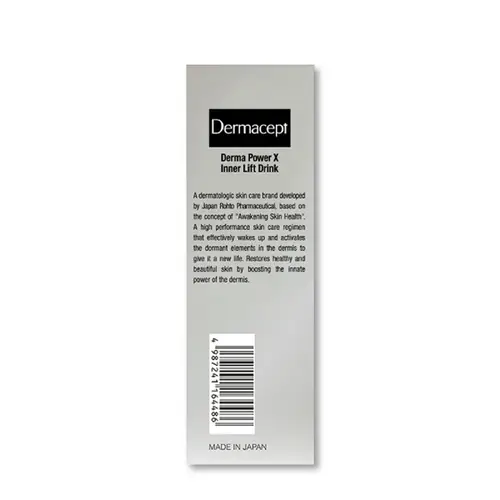 Dermacept
Derma Power X
Inner Lift Drink
A dermatologic skin care brand developed
by Japan Rohto Pharmaceutical, based on
the concept of "Awakening Skin Health".
A high performance skin care regimen
that effectively wakes up and activates
the dormant elements in the dermis to
give it a new life. Restores healthy and
beautiful skin by boosting the innate
power of the dermis.
4 987241 164486
MADE IN JAPAN